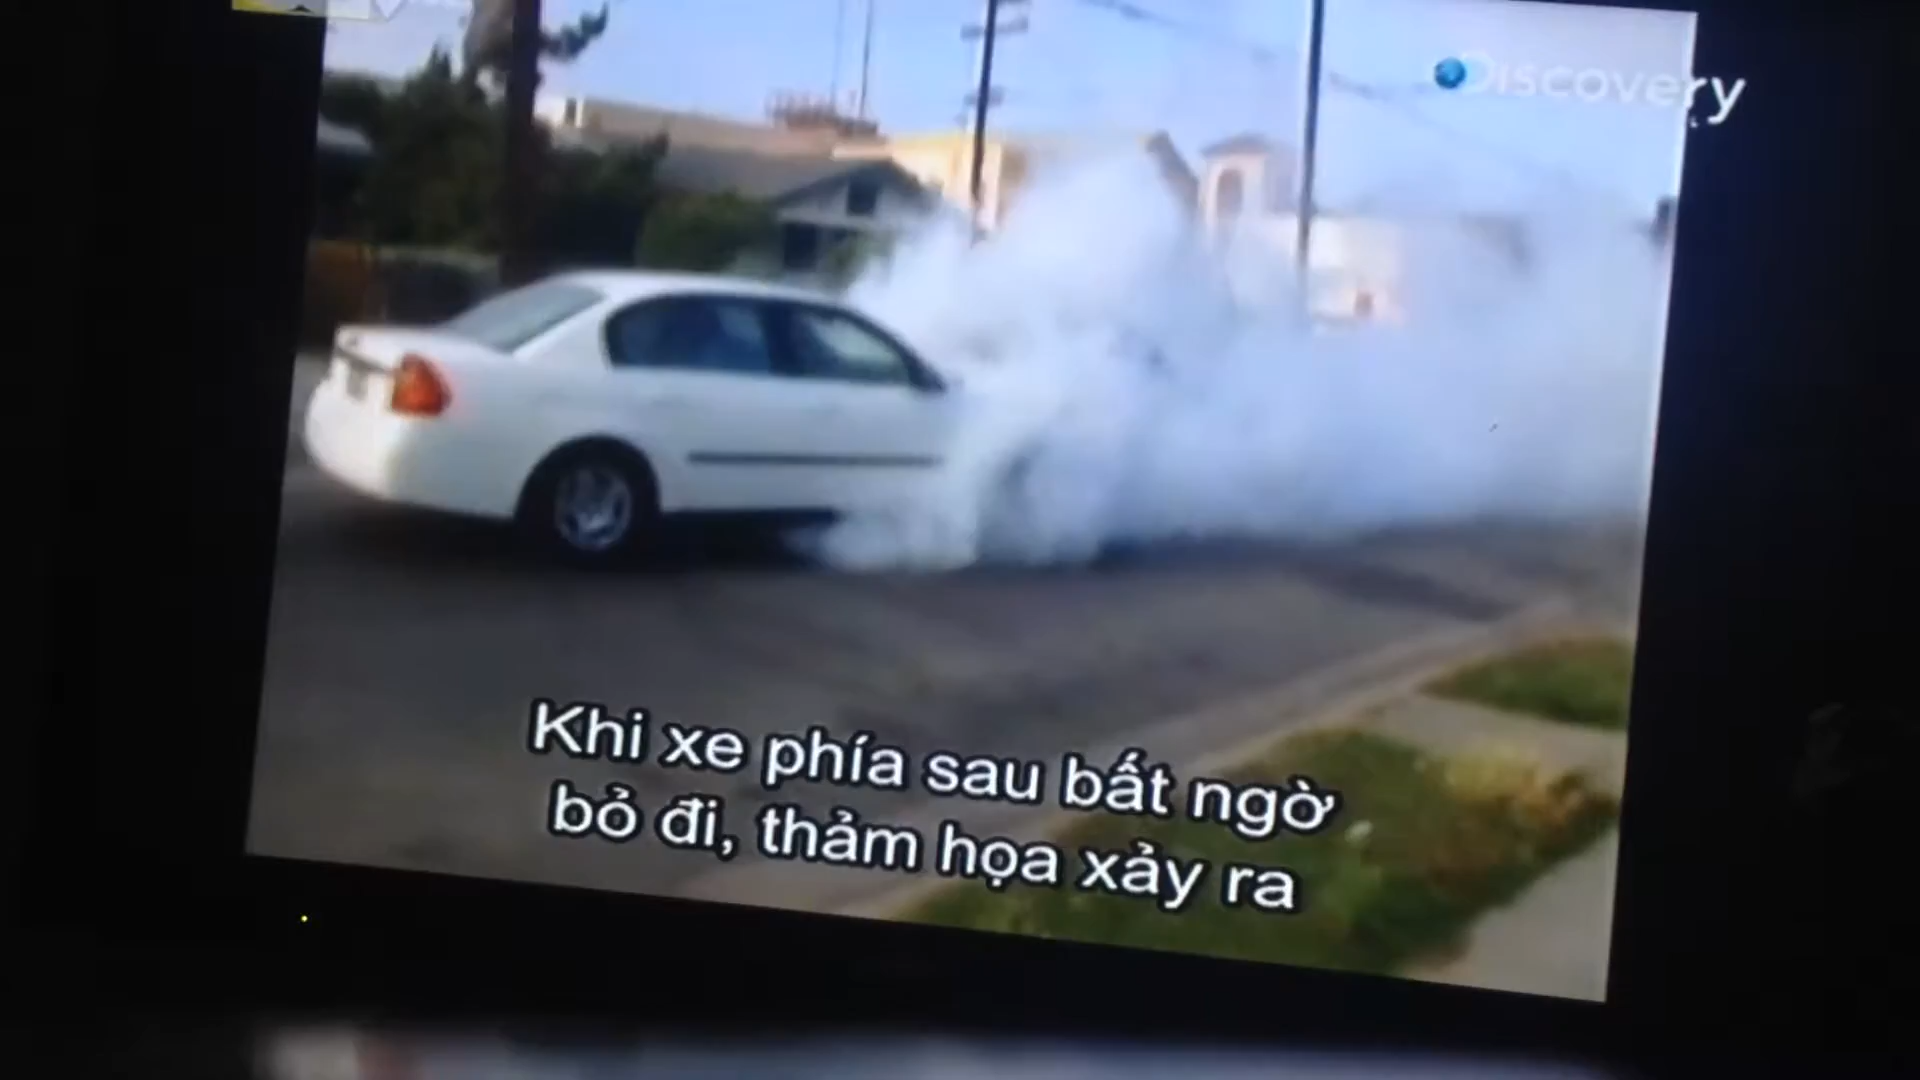 Discovery
Khi xe phía sau bất ngờ
bỏ đi, thảm họa xảy ra